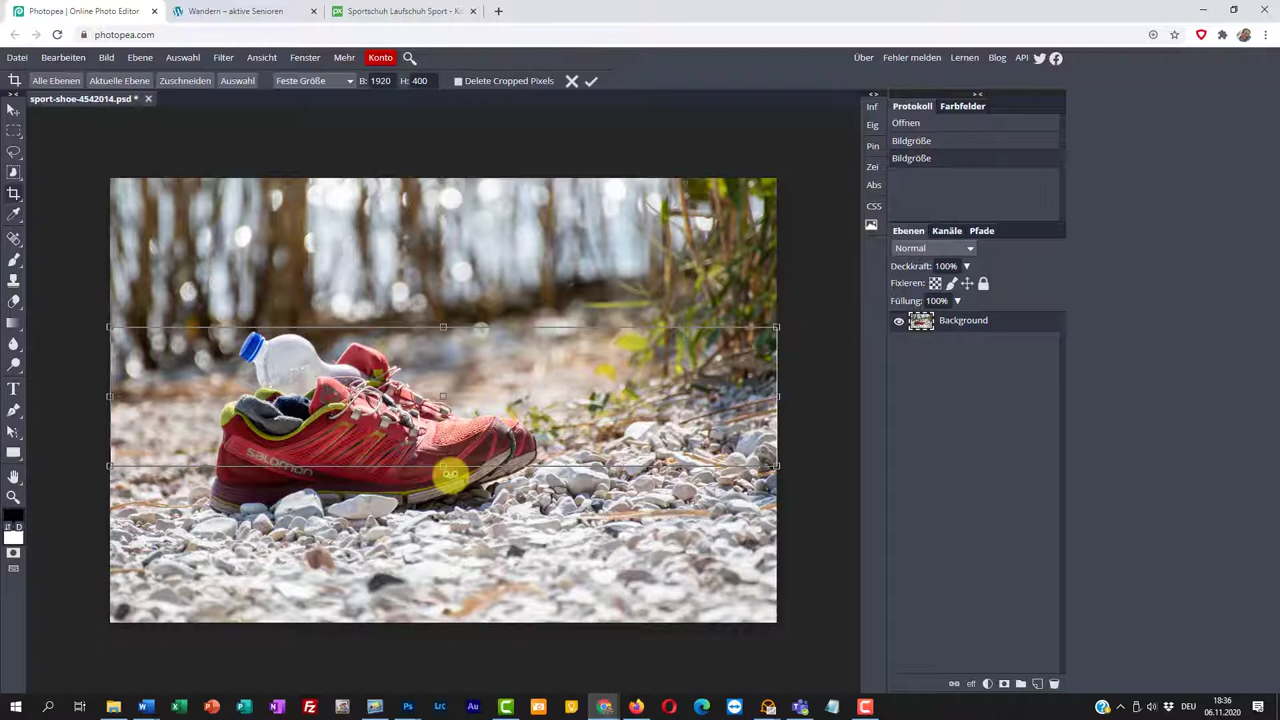 Photopea | Online Photo Editor
Wandern – aktive Senioren
Sportschuh Laufschuh Sport - Ko
photopea.com
Datei Bearbeiten Bild Ebene Auswahl Filter Ansicht Fenster Mehr Konto
Über Fehler melden Lernen Blog API
Alle Ebenen Aktuelle Ebene Zuschneiden Auswahl Feste Größe B: 1920 H: 400 Delete Cropped Pixels
sport-shoe-4542014.psd *
Inf
Eig
Pin
Zei
Abs
CSS
Protokoll Farbfelder
Öffnen
Bildgröße
Bildgröße
Ebenen Kanäle Pfade
Normal
Deckkraft: 100%
Fixieren:
Füllung: 100%
Background
eff
D
salomon
DEU
18:36
06.11.2020